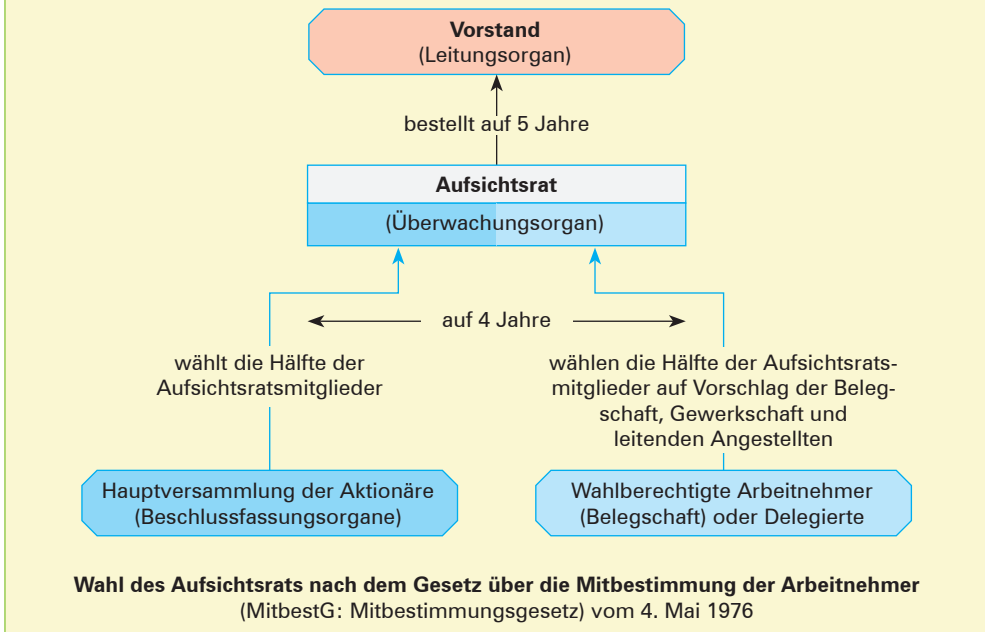 Vorstand
(Leitungsorgan)
bestellt auf 5 Jahre
Aufsichtsrat
(Überwachungsorgan)
auf 4 Jahre
wählt die Hälfte der
Aufsichtsratsmitglieder
wählen die Hälfte der Aufsichtsrats-
mitglieder auf Vorschlag der Beleg-
schaft, Gewerkschaft und
leitenden Angestellten
Hauptversammlung der Aktionäre
(Beschlussfassungsorgane)
Wahlberechtigte Arbeitnehmer
(Belegschaft) oder Delegierte
Wahl des Aufsichtsrats nach dem Gesetz über die Mitbestimmung der Arbeitnehmer
(MitbestG: Mitbestimmungsgesetz) vom 4. Mai 1976